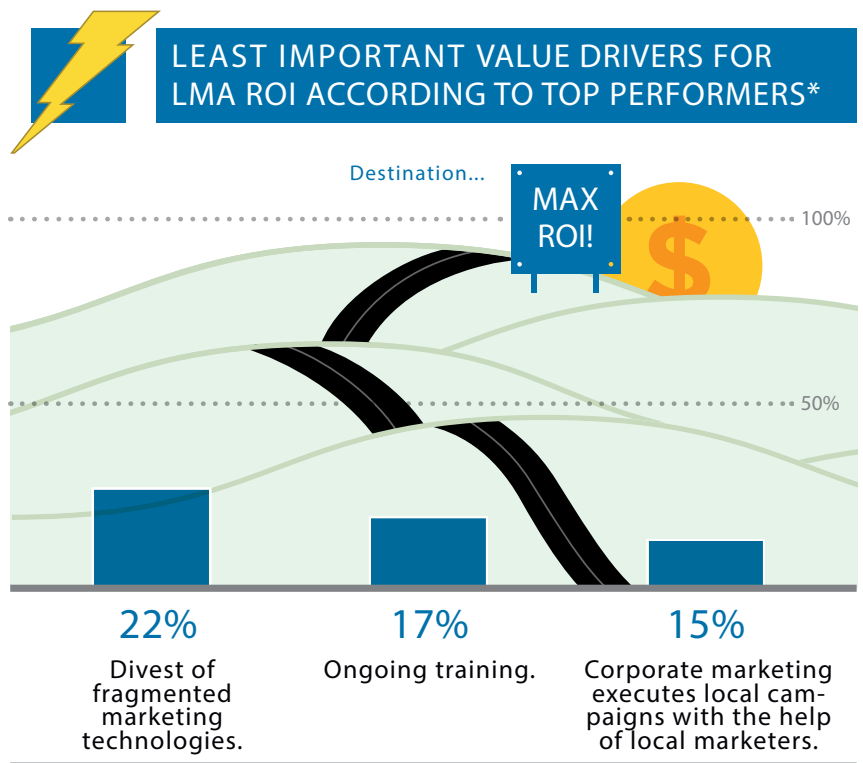 LEAST IMPORTANT VALUE DRIVERS FOR
LMA ROI ACCORDING TO TOP PERFORMERS*
Destination...
MAX
ROI!
$
100%
50%
22%
Divest of
fragmented
marketing
technologies.
17%
Ongoing training.
15%
Corporate marketing
executes local cam-
paigns with the help
of local marketers.